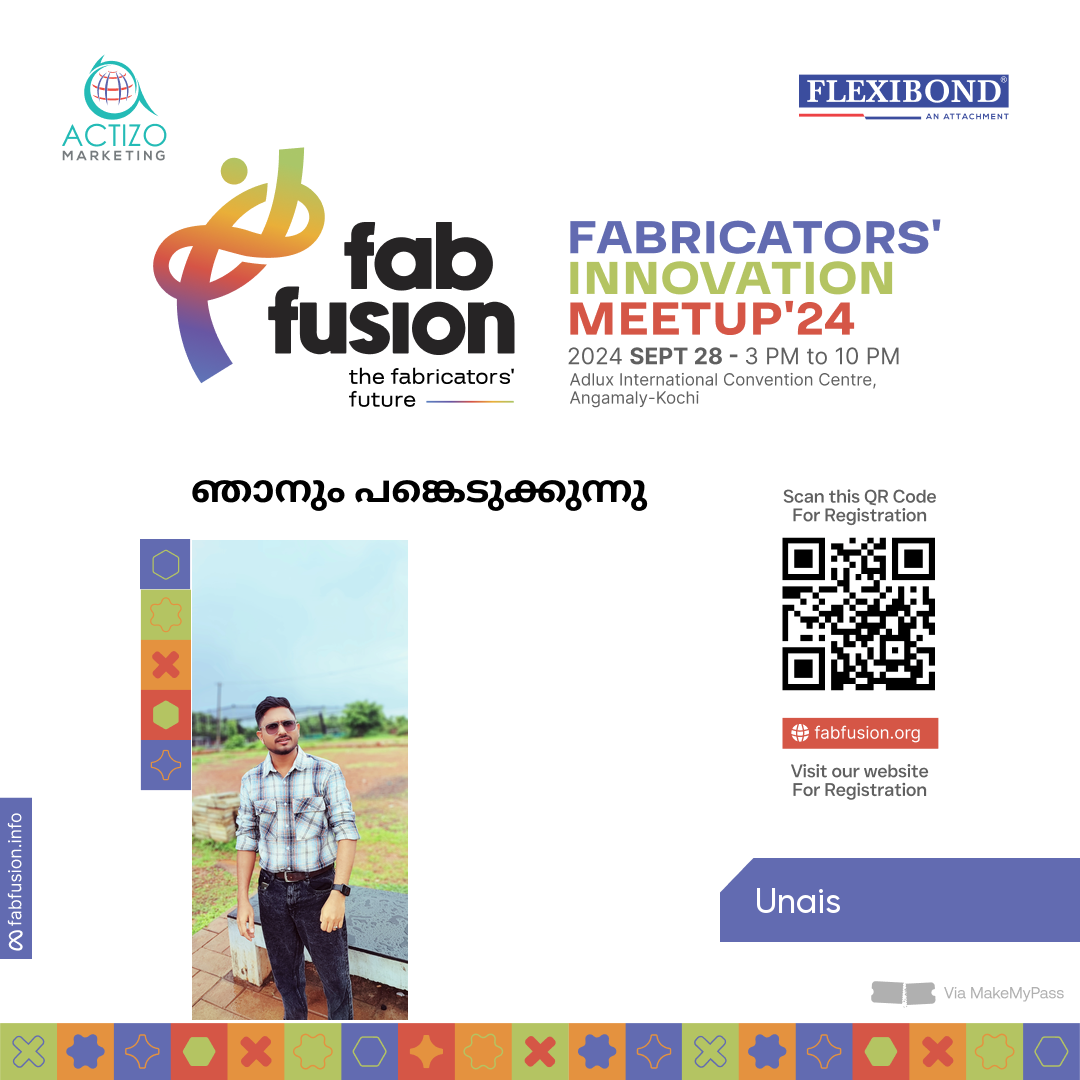 ACTIZO
MARKETING
FLEXIBOND®
AN ATTACHMENT
fab
fusion
the fabricators'
future
FABRICATORS'
INNOVATION
MEETUP'24
2024 SEPT 28 - 3 PM to 10 PM
Adlux International Convention Centre,
Angamaly-Kochi
ഞാനും പങ്കെടുക്കുന്നു
Scan this QR Code
For Registration
fabfusion.org
Visit our website
For Registration
fabfusion.info
Unais
Via MakeMyPass